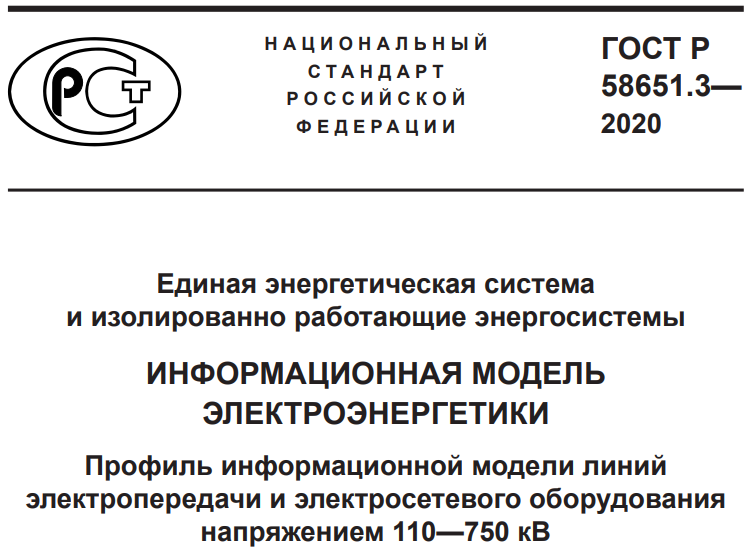 НАЦИОНАЛЬНЫЙ
СТАНДАРТ
РОССИЙСКОЙ
ФЕДЕРАЦИИ
ГОСТ Р
58651.3—
2020
Единая энергетическая система
и изолированно работающие энергосистемы
ИНФОРМАЦИОННАЯ МОДЕЛЬ
ЭЛЕКТРОЭНЕРГЕТИКИ
Профиль информационной модели линий
электропередачи и электросетевого оборудования
напряжением 110—750 кВ